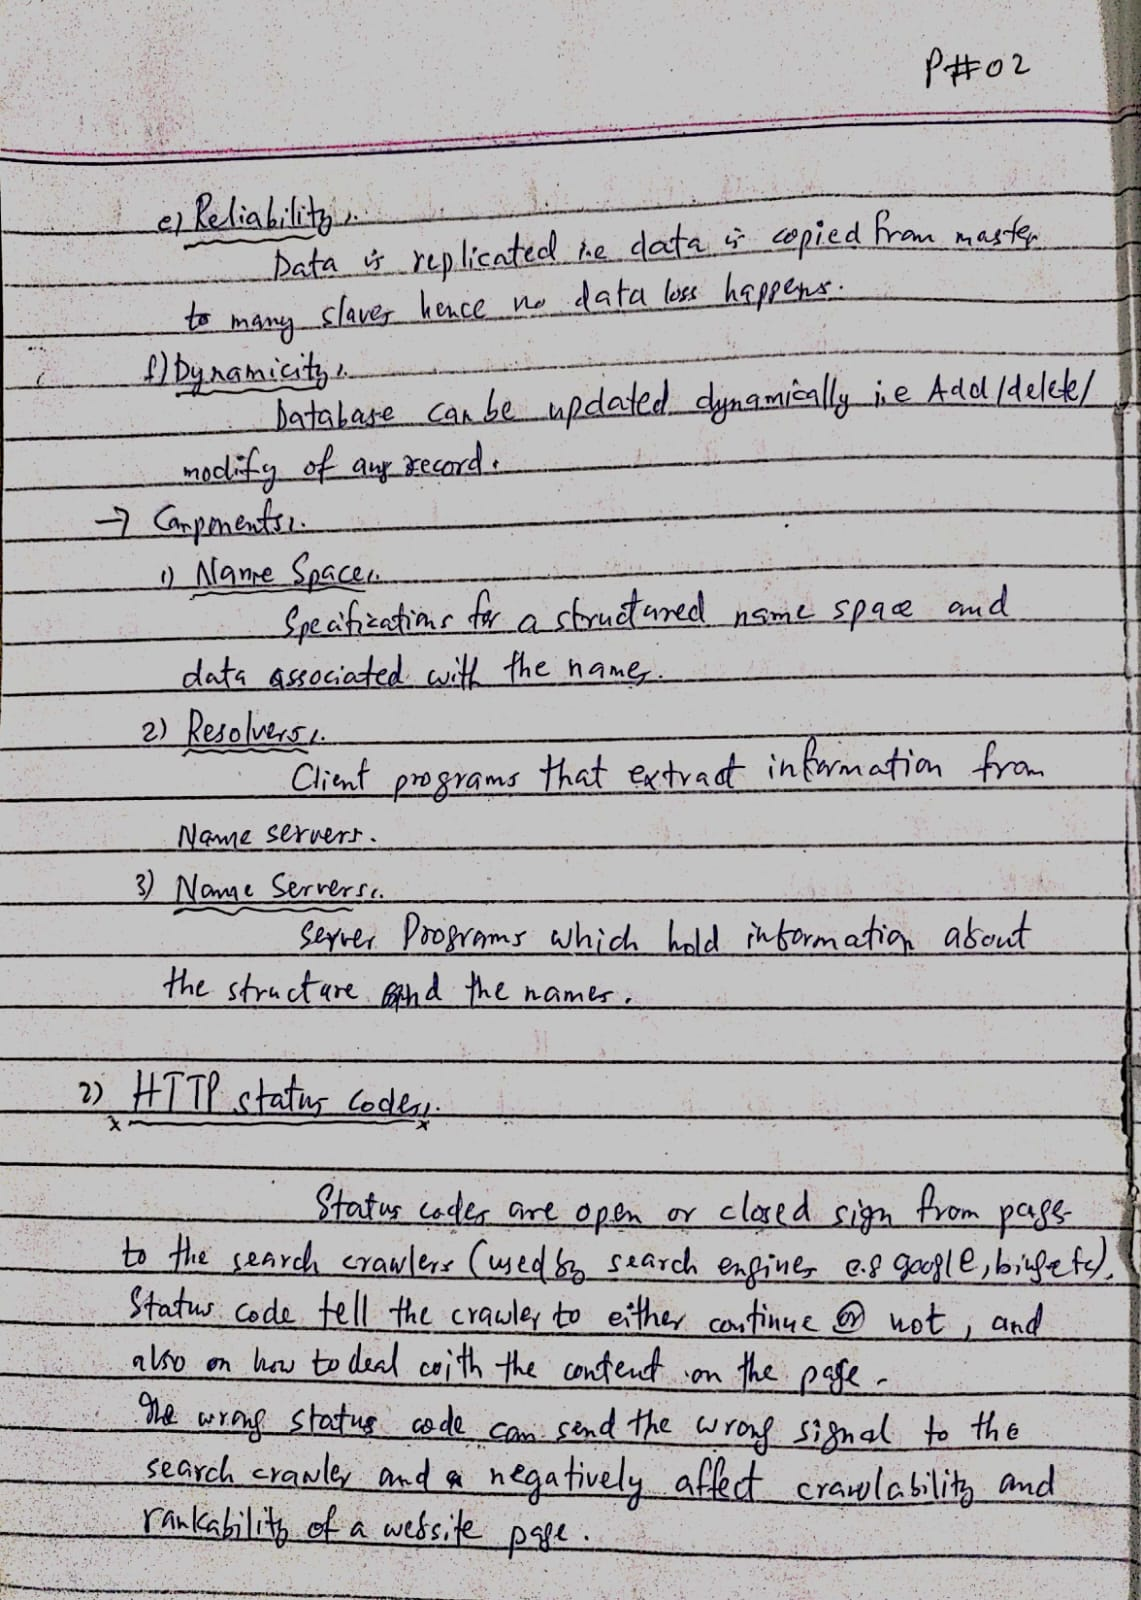 P#02
e) Reliability:.
Data is replicated i.e data is copied from master
to many slaves hence no data loss happens.
f) Dynamicity:.
Database can be updated dynamically i.e Add/delete/
modify of any record.
→ Components:.
1) Name Space:.
Specifications for a structured name space and
data associated with the names.
2) Resolvers:.
Client programs that extract information from
Name servers.
3) Name Servers:.
Server Programs which hold information about
the structure and the names.
2) HTTP status codes:.
Status codes are open or closed sign from page
to the search crawlers (used by search engines e.g google, bing etc).
Status code tell the crawler to either continue or not, and
also on how to deal with the content on the page.
The wrong status code can send the wrong signal to the
search crawler and negatively affect crawlability and
rankability of a website page.